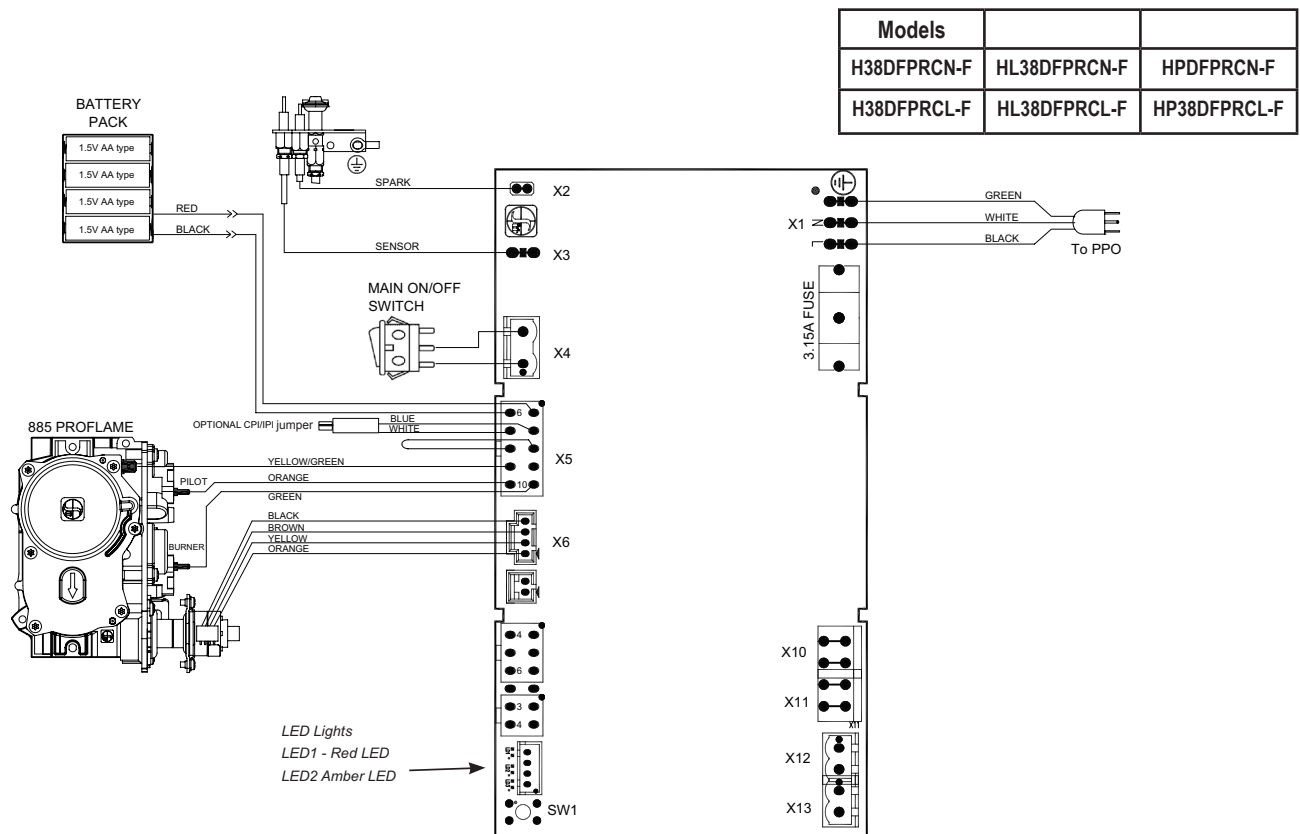 Models
H38DFPRCN-F HL38DFPRCN-F HPDFPRCN-F
H38DFPRCL-F HL38DFPRCL-F HP38DFPRCL-F
BATTERY
PACK
1.5V AA type
1.5V AA type
1.5V AA type
1.5V AA type
RED
BLACK
SPARK
X2
SENSOR
X3
GREEN
WHITE
BLACK
X1
N
L
To PPO
3.15A FUSE
MAIN ON/OFF
SWITCH
X4
OPTIONAL CPI/IPI jumper
BLUE
WHITE
6
X5
10
885 PROFLAME
YELLOW/GREEN
PILOT
ORANGE
GREEN
BURNER
BLACK
BROWN
YELLOW
ORANGE
X6
4
6
3
4
X10
X11
X11
X12
X13
LED Lights
LED1 - Red LED
LED2 Amber LED
SW1